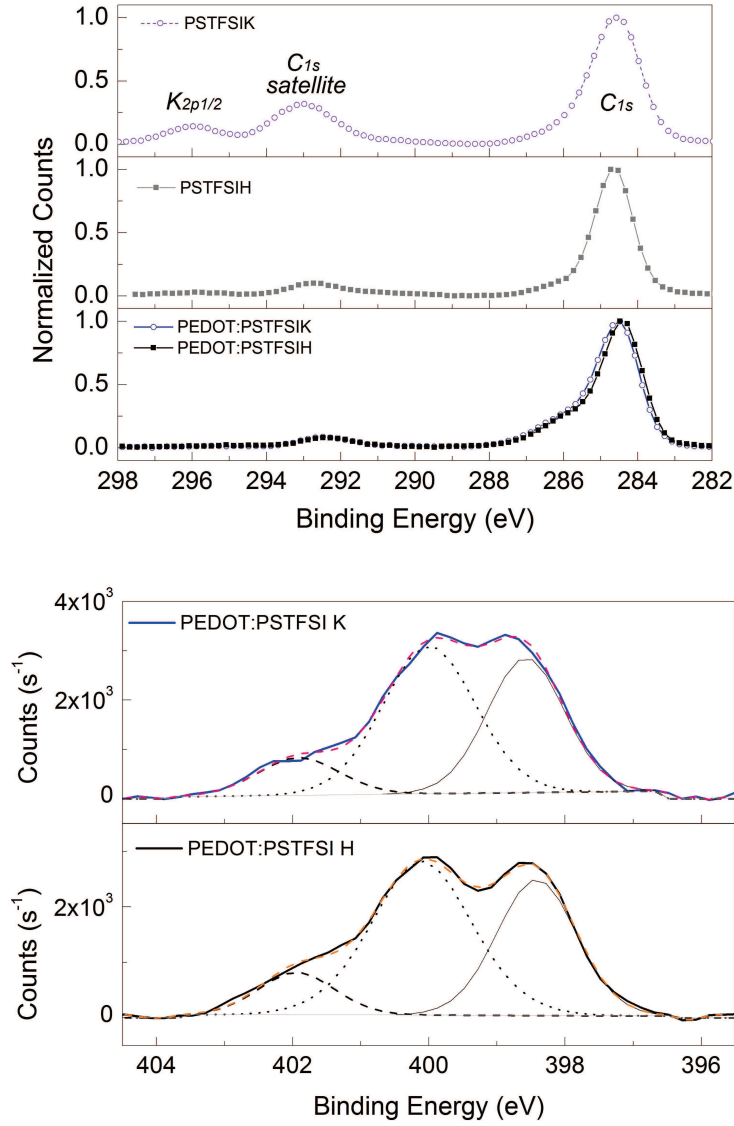 PSTFSIK
1.0
0.5
0.0
K2p1/2
C1s
satellite
C1s
PSTFSIH
1.0
0.5
0.0
Normalized Counts
PEDOT:PSTFSIK
PEDOT:PSTFSIH
1.0
0.5
0.0
298 296 294 292 290 288 286 284 282
Binding Energy (eV)
4x10³
PEDOT:PSTFSI K
2x10³
0
Counts (s⁻¹)
PEDOT:PSTFSI H
2x10³
0
Counts (s⁻¹)
404 402 400 398 396
Binding Energy (eV)